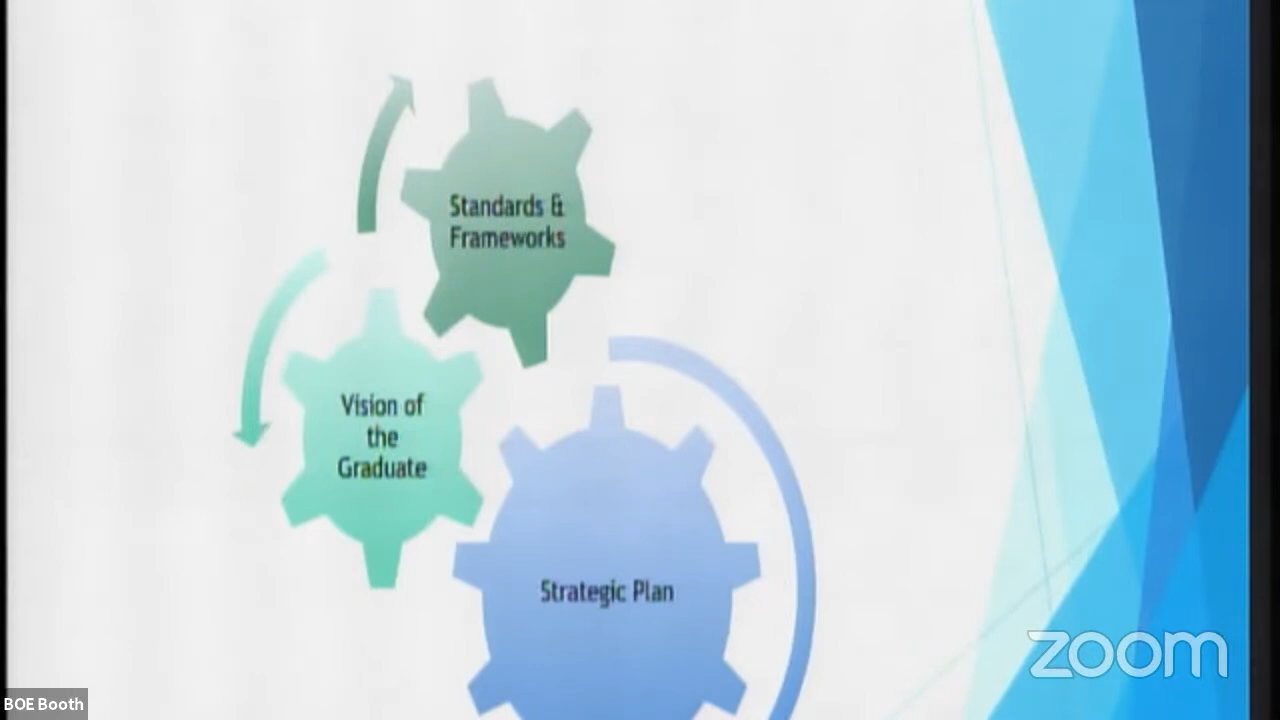 Standards &
Frameworks
Vision of
the
Graduate
Strategic Plan
zoom
BOE Booth